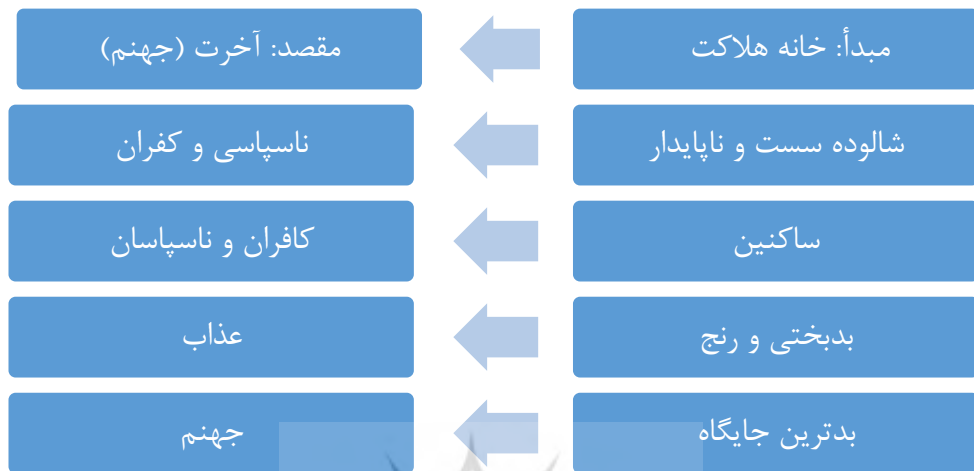 مبدأ: خانه هلاکت
مقصد: آخرت (جهنم)
شالوده سست و ناپایدار
ناسپاسی و کفران
ساکنین
کافران و ناسپاسان
بدبختی و رنج
عذاب
بدترین جایگاه
جهنم